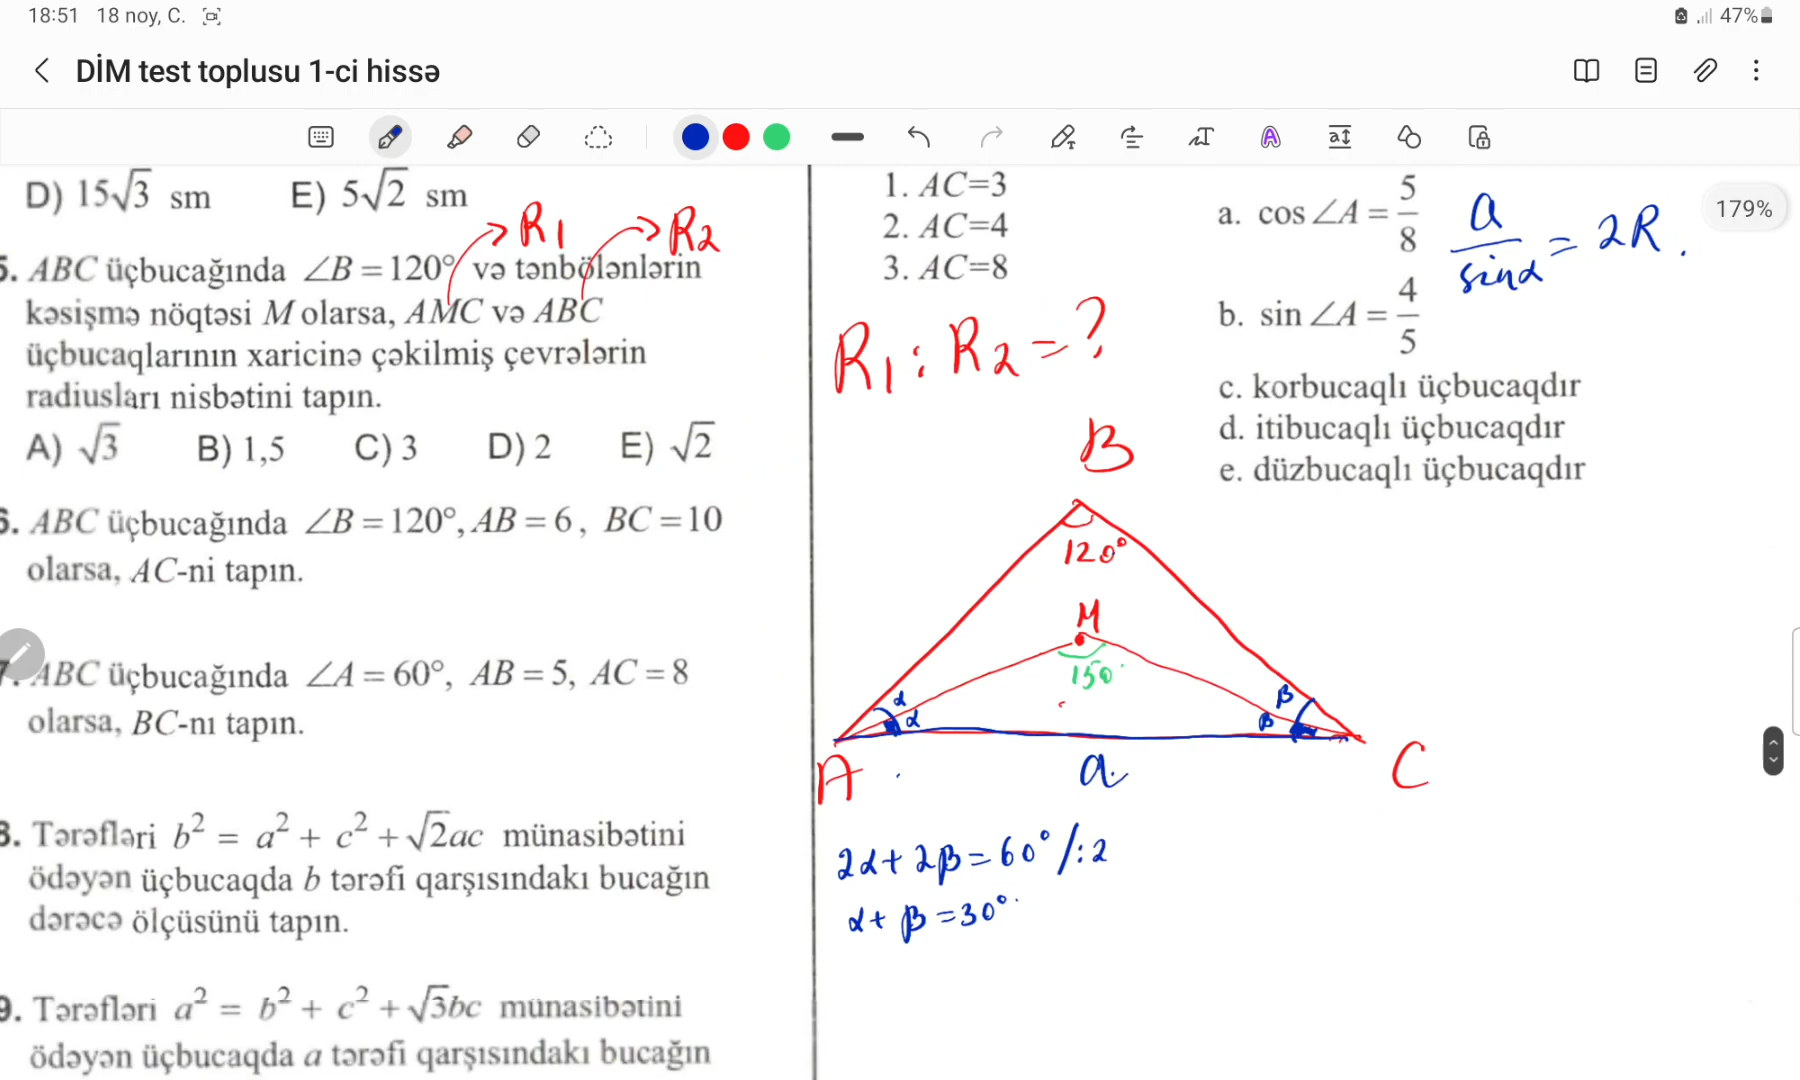 18:51 18 noy, C.
47%
DİM test toplusu 1-ci hissə
179%
D) 15√3 sm E) 5√2 sm
R1 R2
5. ABC üçbucağında ∠B = 120° və tənbölənlərin
kəsişmə nöqtəsi M olarsa, AMC və ABC
üçbucaqlarının xaricinə çəkilmiş çevrələrin
radiusları nisbətini tapın.
A) √3 B) 1,5 C) 3 D) 2 E) √2
6. ABC üçbucağında ∠B = 120°, AB = 6, BC = 10
olarsa, AC-ni tapın.
7. ABC üçbucağında ∠A = 60°, AB = 5, AC = 8
olarsa, BC-nı tapın.
8. Tərəfləri b² = a² + c² + √2ac münasibətini
ödəyən üçbucaqda b tərəfi qarşısındakı bucağın
dərəcə ölçüsünü tapın.
9. Tərəfləri a² = b² + c² + √3bc münasibətini
ödəyən üçbucaqda a tərəfi qarşısındakı bucağın
1. AC=3
2. AC=4
3. AC=8
a. cos ∠A = 5/8
b. sin ∠A = 4/5
c. korbucaqlı üçbucaqdır
d. itibucaqlı üçbucaqdır
e. düzbucaqlı üçbucaqdır
a/sinα = 2R.
R1 : R2 = ?
B
120°
M
150°
α
α
β
β
A a C
2α + 2β = 60° /:2
α + β = 30°